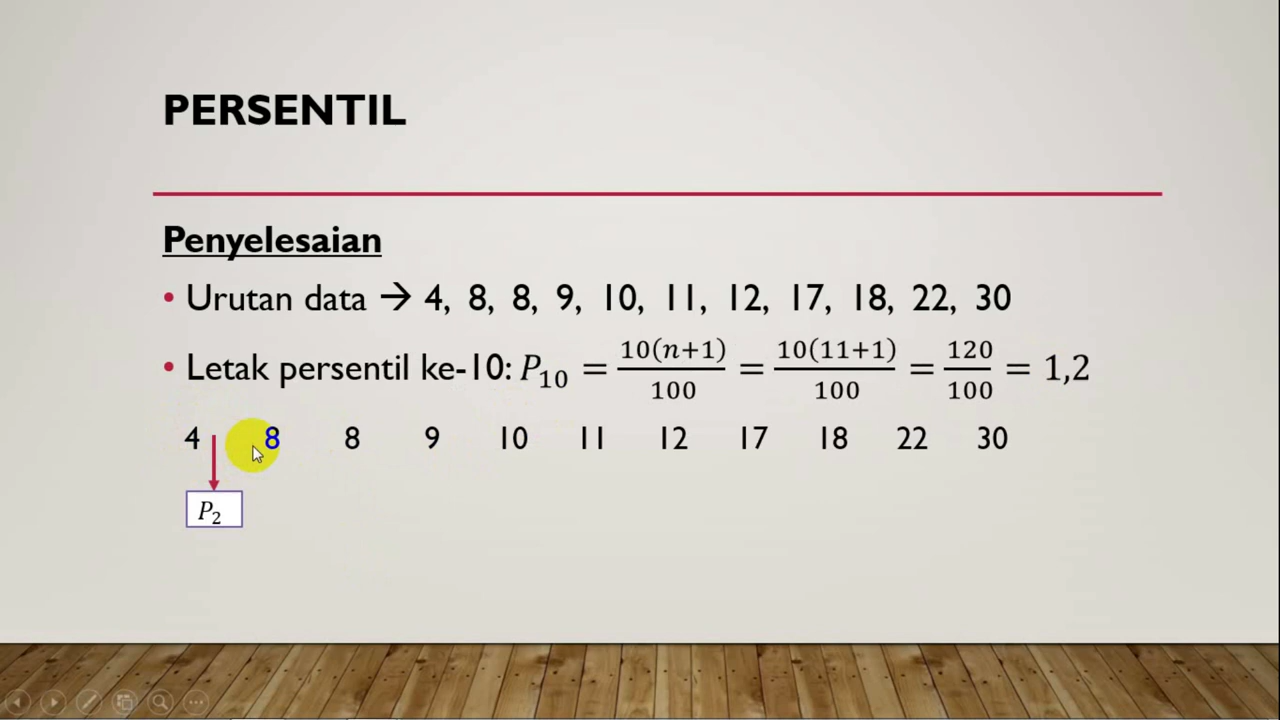 PERSENTIL
Penyelesaian
• Urutan data → 4, 8, 8, 9, 10, 11, 12, 17, 18, 22, 30
• Letak persentil ke-10: P₁₀ = 10(n+1)/100 = 10(11+1)/100 = 120/100 = 1,2
4 8 8 9 10 11 12 17 18 22 30
P₂